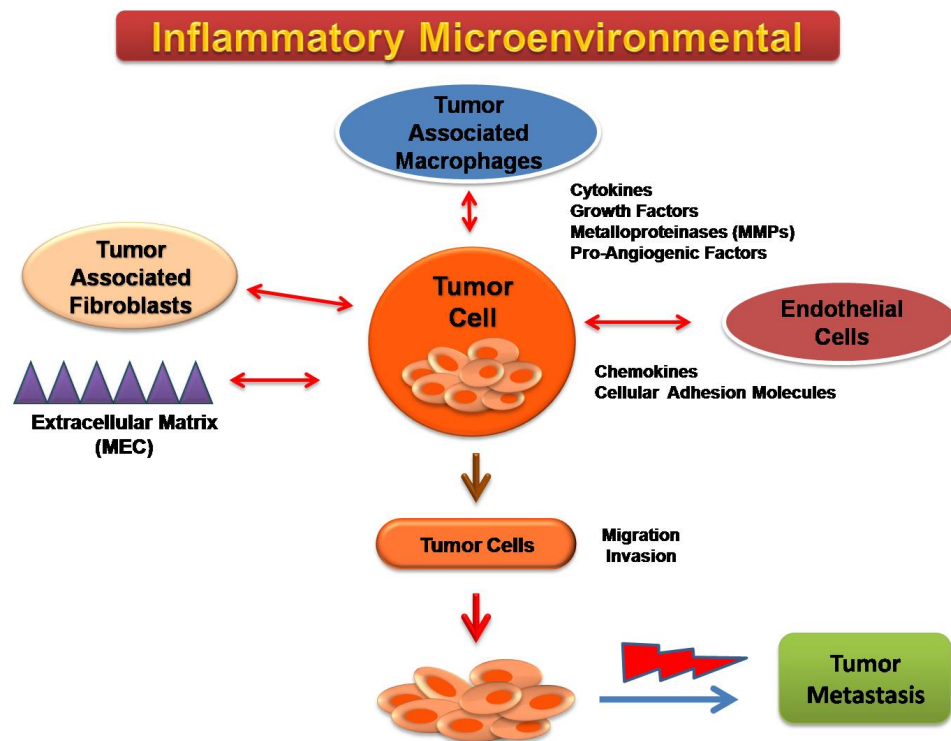 Inflammatory Microenvironmental
Tumor
Associated
Macrophages
Cytokines
Growth Factors
Metalloproteinases (MMPs)
Pro-Angiogenic Factors
Tumor
Associated
Fibroblasts
Tumor
Cell
Endothelial
Cells
Chemokines
Cellular Adhesion Molecules
Extracellular Matrix
(MEC)
Tumor Cells
Migration
Invasion
Tumor
Metastasis